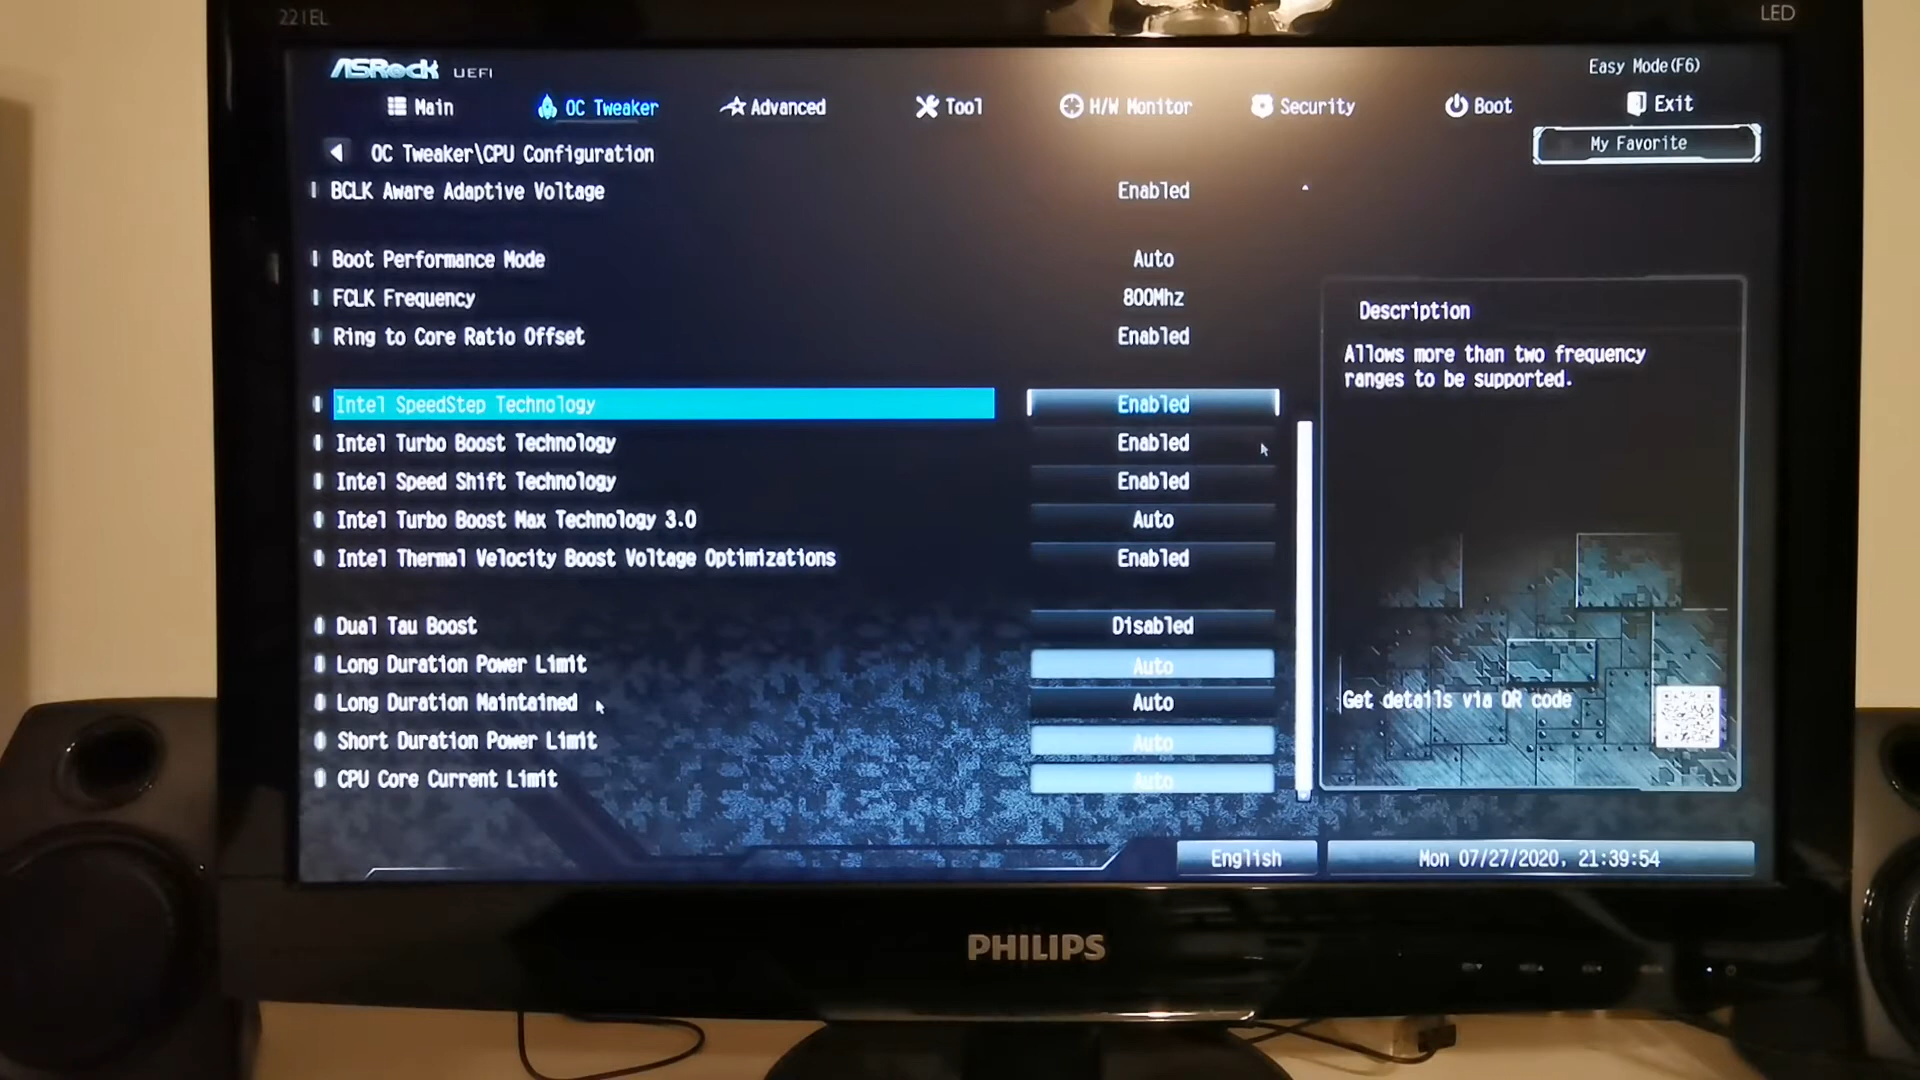 221EL
LED
ASRock UEFI
Easy Mode(F6)
Main OC Tweaker Advanced Tool H/W Monitor Security Boot Exit
My Favorite
OC Tweaker\CPU Configuration
BCLK Aware Adaptive Voltage Enabled
Boot Performance Mode Auto
FCLK Frequency 800Mhz
Ring to Core Ratio Offset Enabled
Intel SpeedStep Technology Enabled
Intel Turbo Boost Technology Enabled
Intel Speed Shift Technology Enabled
Intel Turbo Boost Max Technology 3.0 Auto
Intel Thermal Velocity Boost Voltage Optimizations Enabled
Dual Tau Boost Disabled
Long Duration Power Limit Auto
Long Duration Maintained Auto
Short Duration Power Limit Auto
CPU Core Current Limit Auto
Description
Allows more than two frequency
ranges to be supported.
Get details via QR code
English
Mon 07/27/2020, 21:39:54
PHILIPS